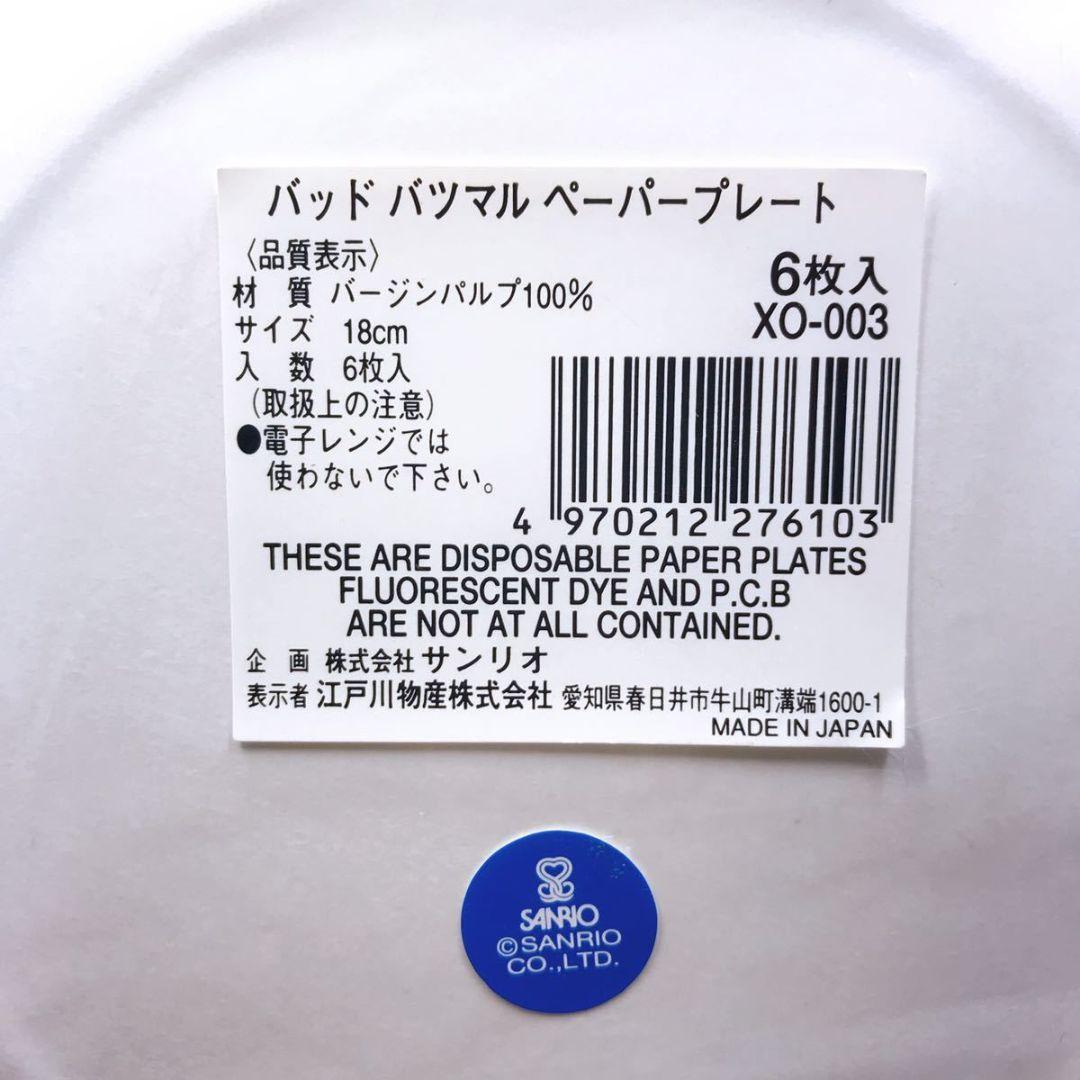 バッド バツマル ペーパープレート
〈品質表示〉
材　質　バージンパルプ100%
サイズ　18cm
入　数　6枚入
(取扱上の注意)
●電子レンジでは
使わないで下さい。
6枚入
XO-003
4 970212 276103
THESE ARE DISPOSABLE PAPER PLATES
FLUORESCENT DYE AND P.C.B
ARE NOT AT ALL CONTAINED.
企　画　株式会社サンリオ
表示者 江戸川物産株式会社 愛知県春日井市牛山町溝端1600-1
MADE IN JAPAN
SANRIO
©SANRIO
CO.,LTD.